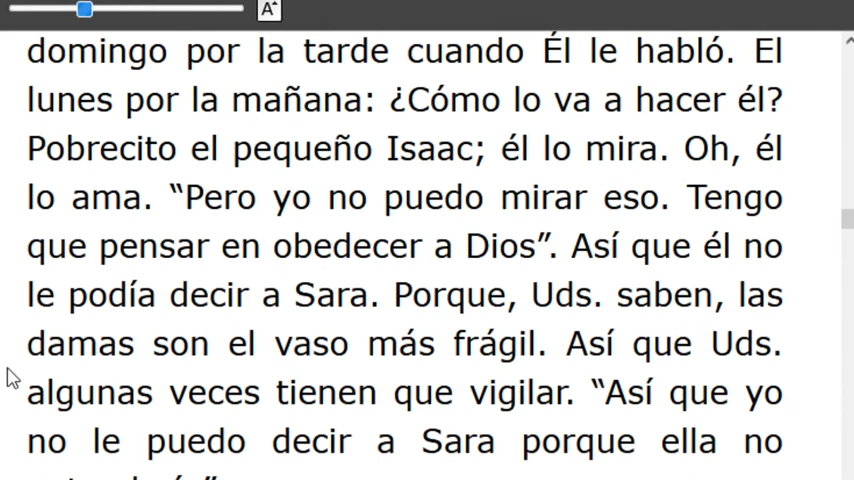 A
domingo por la tarde cuando Él le habló. El
lunes por la mañana: ¿Cómo lo va a hacer él?
Pobrecito el pequeño Isaac; él lo mira. Oh, él
lo ama. “Pero yo no puedo mirar eso. Tengo
que pensar en obedecer a Dios”. Así que él no
le podía decir a Sara. Porque, Uds. saben, las
damas son el vaso más frágil. Así que Uds.
algunas veces tienen que vigilar. “Así que yo
no le puedo decir a Sara porque ella no